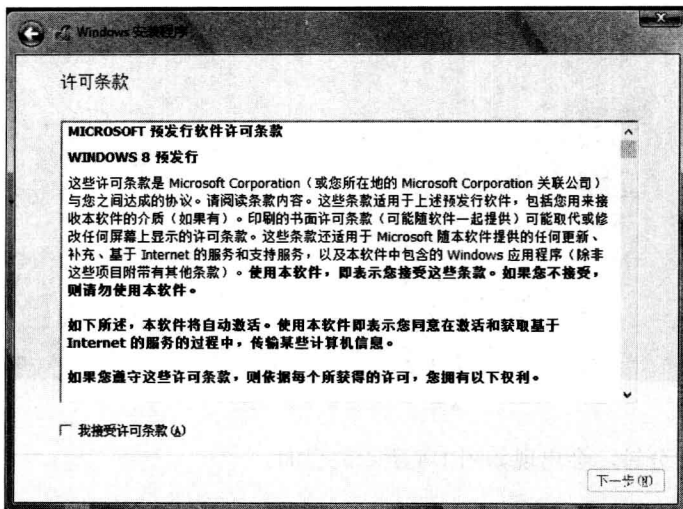 Windows 安装程序
许可条款
MICROSOFT 预发行软件许可条款
WINDOWS 8 预发行
这些许可条款是 Microsoft Corporation（或您所在地的 Microsoft Corporation 关联公司）
与您之间达成的协议。请阅读条款内容。这些条款适用于上述预发行软件，包括您用来接
收本软件的介质（如果有）。印刷的书面许可条款（可能随软件一起提供）可能取代或修
改任何屏幕上显示的许可条款。这些条款还适用于 Microsoft 随本软件提供的任何更新、
补充、基于 Internet 的服务和支持服务，以及本软件中包含的 Windows 应用程序（除非
这些项目附带有其他条款）。使用本软件，即表示您接受这些条款。如果您不接受，
则请勿使用本软件。
如下所述，本软件将自动激活。使用本软件即表示您同意在激活和获取基于
Internet 的服务的过程中，传输某些计算机信息。
如果您遵守这些许可条款，则依据每个所获得的许可，您拥有以下权利。
我接受许可条款(A)
下一步(N)